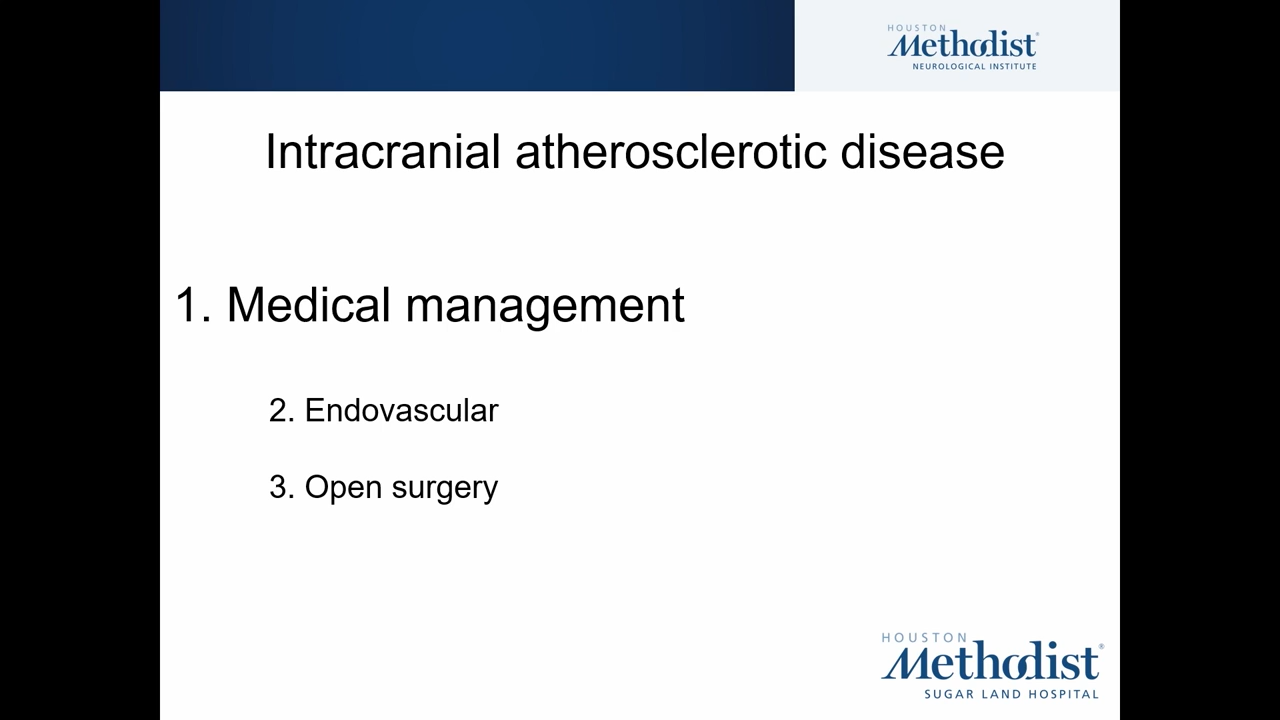 HOUSTON
Methodist®
NEUROLOGICAL INSTITUTE
Intracranial atherosclerotic disease
1. Medical management
2. Endovascular
3. Open surgery
HOUSTON
Methodist®
SUGAR LAND HOSPITAL